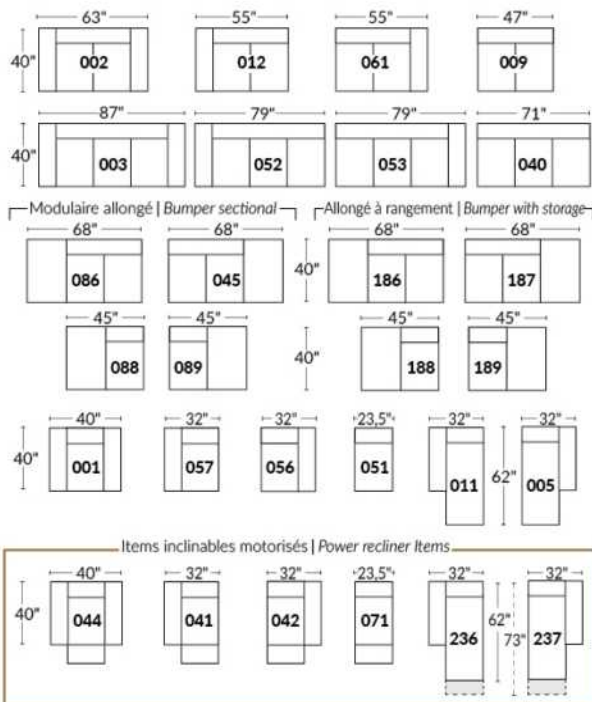 63" 55" 55" 47"
40" 002 012 061 009
87" 79" 79" 71"
40" 003 052 053 040
Modulaire allongé | Bumper sectional Allongé à rangement | Bumper with storage
68" 68" 68" 68"
086 045 40" 186 187
45" 45" 45" 45"
088 089 40" 188 189
40" 32" 32" 23,5" 32" 32"
40" 001 057 056 051 011 62" 005
Items inclinables motorisés | Power recliner Items
40" 32" 32" 23,5" 32" 32"
40" 044 041 042 071 236 62" 73" 237